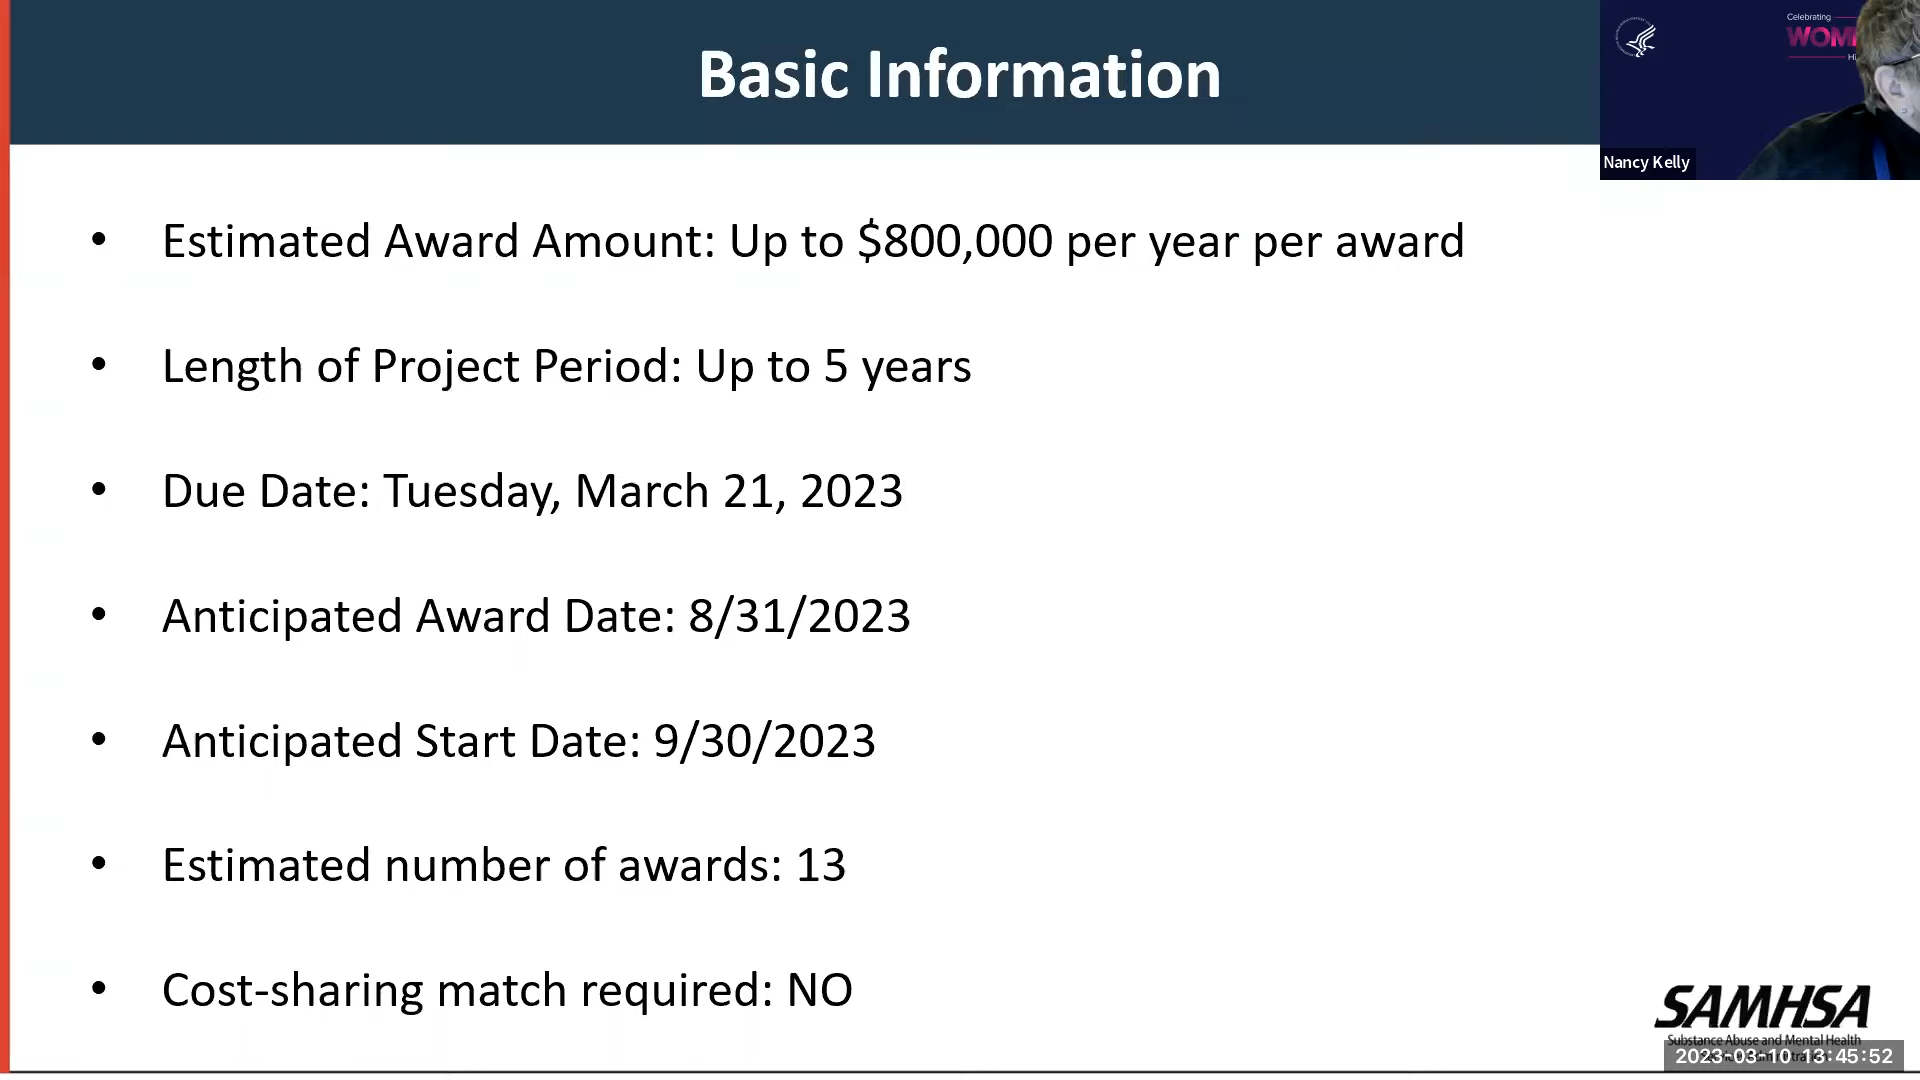 Basic Information
Celebrating
Nancy Kelly
• Estimated Award Amount: Up to $800,000 per year per award
• Length of Project Period: Up to 5 years
• Due Date: Tuesday, March 21, 2023
• Anticipated Award Date: 8/31/2023
• Anticipated Start Date: 9/30/2023
• Estimated number of awards: 13
• Cost-sharing match required: NO
SAMHSA
Substance Abuse and Mental Health
2023-03-10 13:45:52